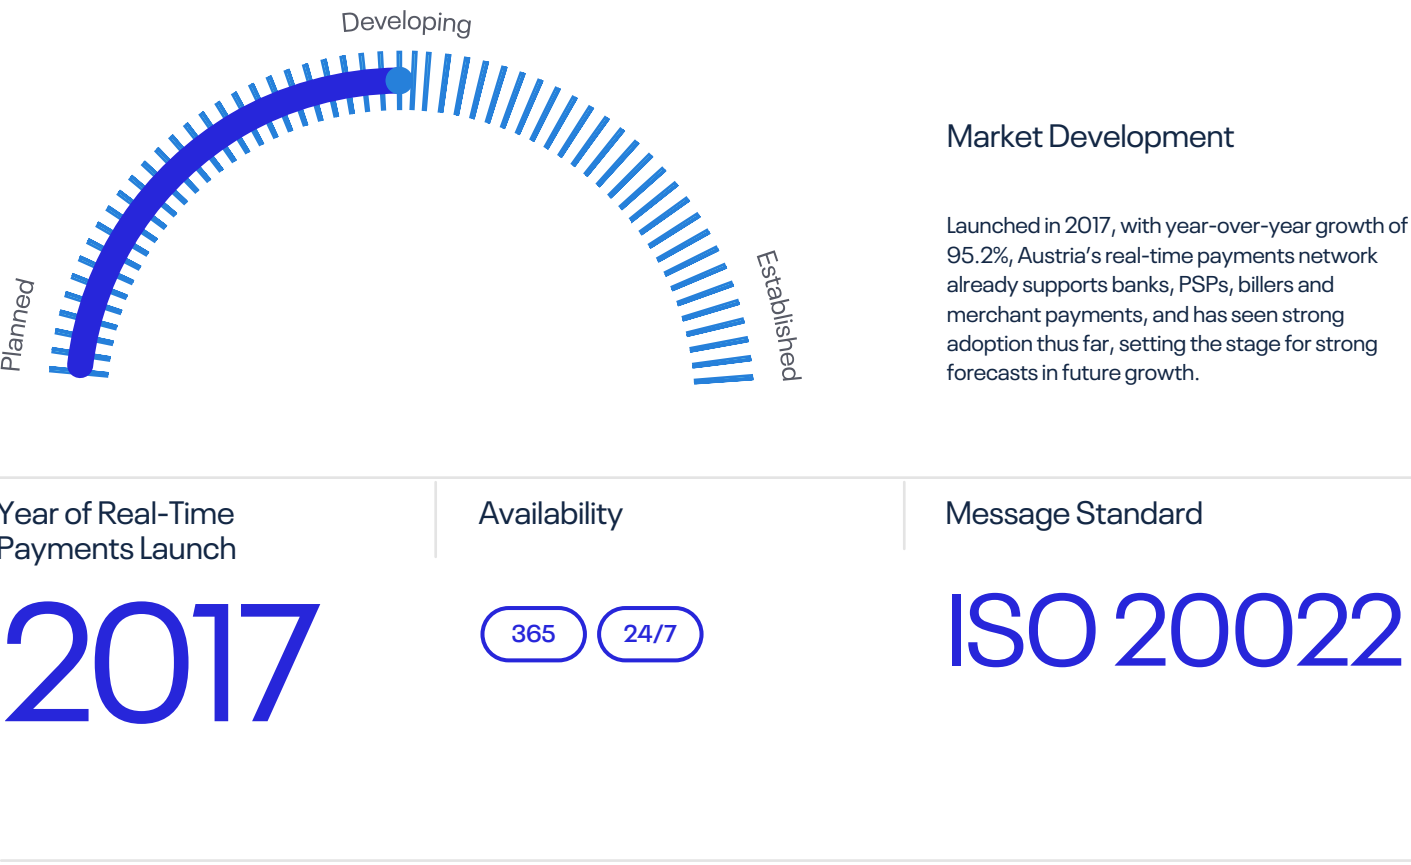 Developing
Planned
Established
Market Development
Launched in 2017, with year-over-year growth of
95.2%, Austria’s real-time payments network
already supports banks, PSPs, billers and
merchant payments, and has seen strong
adoption thus far, setting the stage for strong
forecasts in future growth.
Year of Real-Time
Payments Launch
2017
Availability
365 24/7
Message Standard
ISO 20022